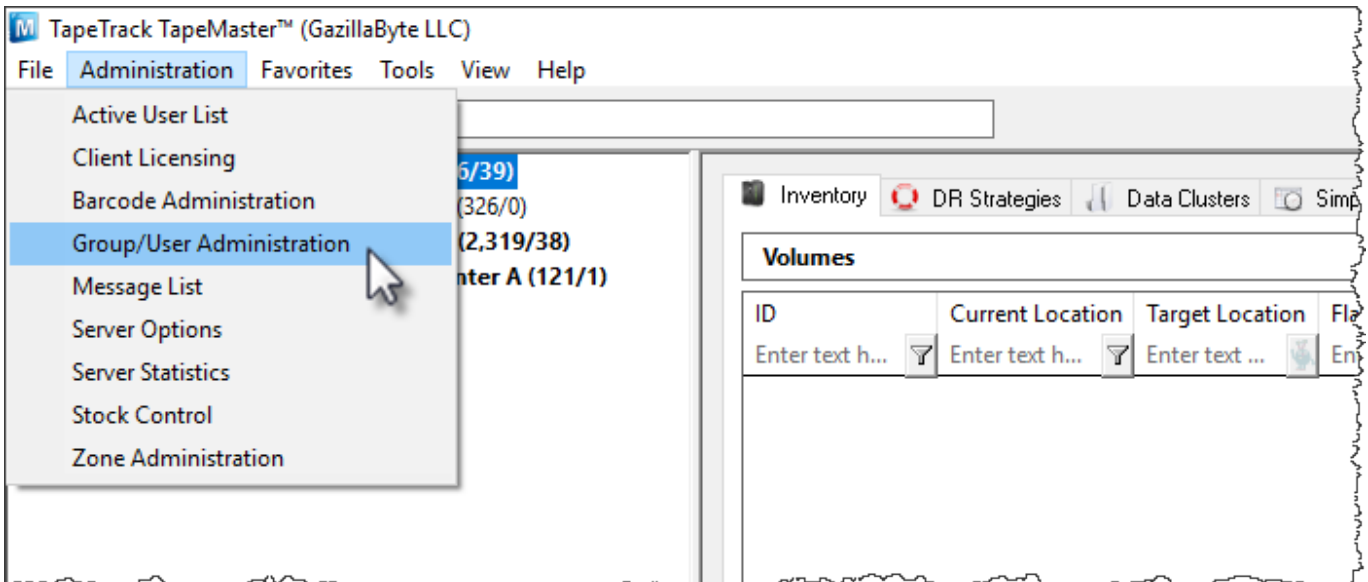 TapeTrack TapeMaster™ (GazillaByte LLC)
File Administration Favorites Tools View Help
Active User List
Client Licensing
Barcode Administration
Group/User Administration
Message List
Server Options
Server Statistics
Stock Control
Zone Administration
6/39)
(326/0)
(2,319/38)
nter A (121/1)
Inventory DR Strategies Data Clusters Simp
Volumes
ID Current Location Target Location Fla
Enter text h... Enter text h... Enter text ... En